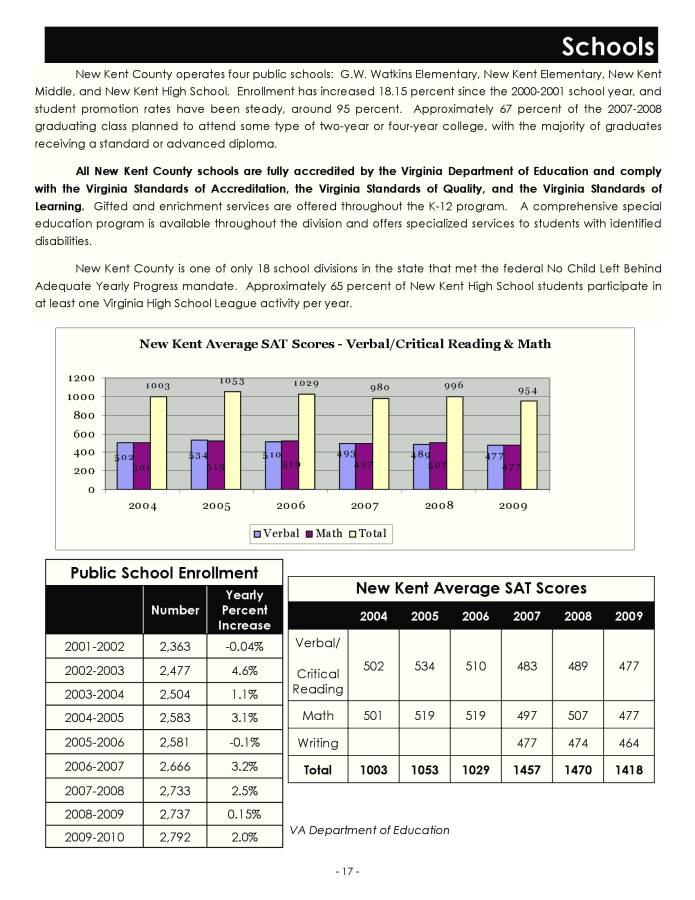 Schools
New Kent County operates four public schools: G.W. Watkins Elementary, New Kent Elementary, New Kent
Middle, and New Kent High School. Enrollment has increased 18.15 percent since the 2000-2001 school year, and
student promotion rates have been steady, around 95 percent. Approximately 67 percent of the 2007-2008
graduating class planned to attend some type of two-year or four-year college, with the majority of graduates
receiving a standard or advanced diploma.
All New Kent County schools are fully accredited by the Virginia Department of Education and comply
with the Virginia Standards of Accreditation, the Virginia Standards of Quality, and the Virginia Standards of
Learning. Gifted and enrichment services are offered throughout the K-12 program. A comprehensive special
education program is available throughout the division and offers specialized services to students with identified
disabilities.
New Kent County is one of only 18 school divisions in the state that met the federal No Child Left Behind
Adequate Yearly Progress mandate. Approximately 65 percent of New Kent High School students participate in
at least one Virginia High School League activity per year.
New Kent Average SAT Scores - Verbal/Critical Reading & Math
1200
1000
800
600
400
200
0
502 501 1003
534 519 1053
510 519 1029
493 497 980
489 507 996
477 477 954
2004 2005 2006 2007 2008 2009
Verbal Math Total
Public School Enrollment
Number Yearly Percent Increase
2001-2002 2,363 -0.04%
2002-2003 2,477 4.6%
2003-2004 2,504 1.1%
2004-2005 2,583 3.1%
2005-2006 2,581 -0.1%
2006-2007 2,666 3.2%
2007-2008 2,733 2.5%
2008-2009 2,737 0.15%
2009-2010 2,792 2.0%
New Kent Average SAT Scores
2004 2005 2006 2007 2008 2009
Verbal/
Critical
Reading 502 534 510 483 489 477
Math 501 519 519 497 507 477
Writing 477 474 464
Total 1003 1053 1029 1457 1470 1418
VA Department of Education
- 17 -